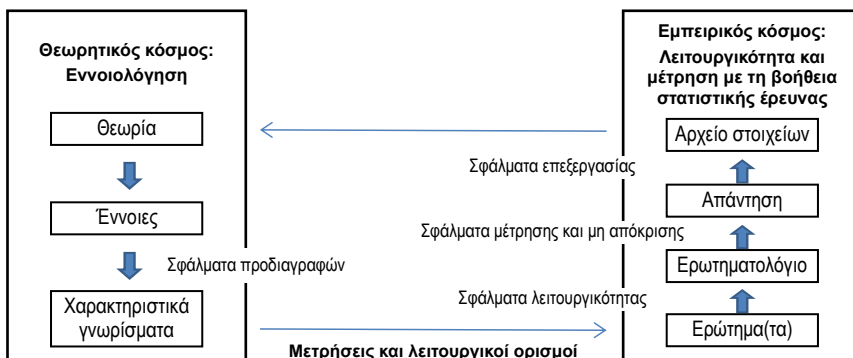 Θεωρητικός κόσμος:
Εννοιολόγηση
Θεωρία
Έννοιες
Σφάλματα προδιαγραφών
Χαρακτηριστικά
γνωρίσματα
Μετρήσεις και λειτουργικοί ορισμοί
Εμπειρικός κόσμος:
Λειτουργικότητα και
μέτρηση με τη βοήθεια
στατιστικής έρευνας
Αρχείο στοιχείων
Σφάλματα επεξεργασίας
Απάντηση
Σφάλματα μέτρησης και μη απόκρισης
Ερωτηματολόγιο
Σφάλματα λειτουργικότητας
Ερώτημα(τα)